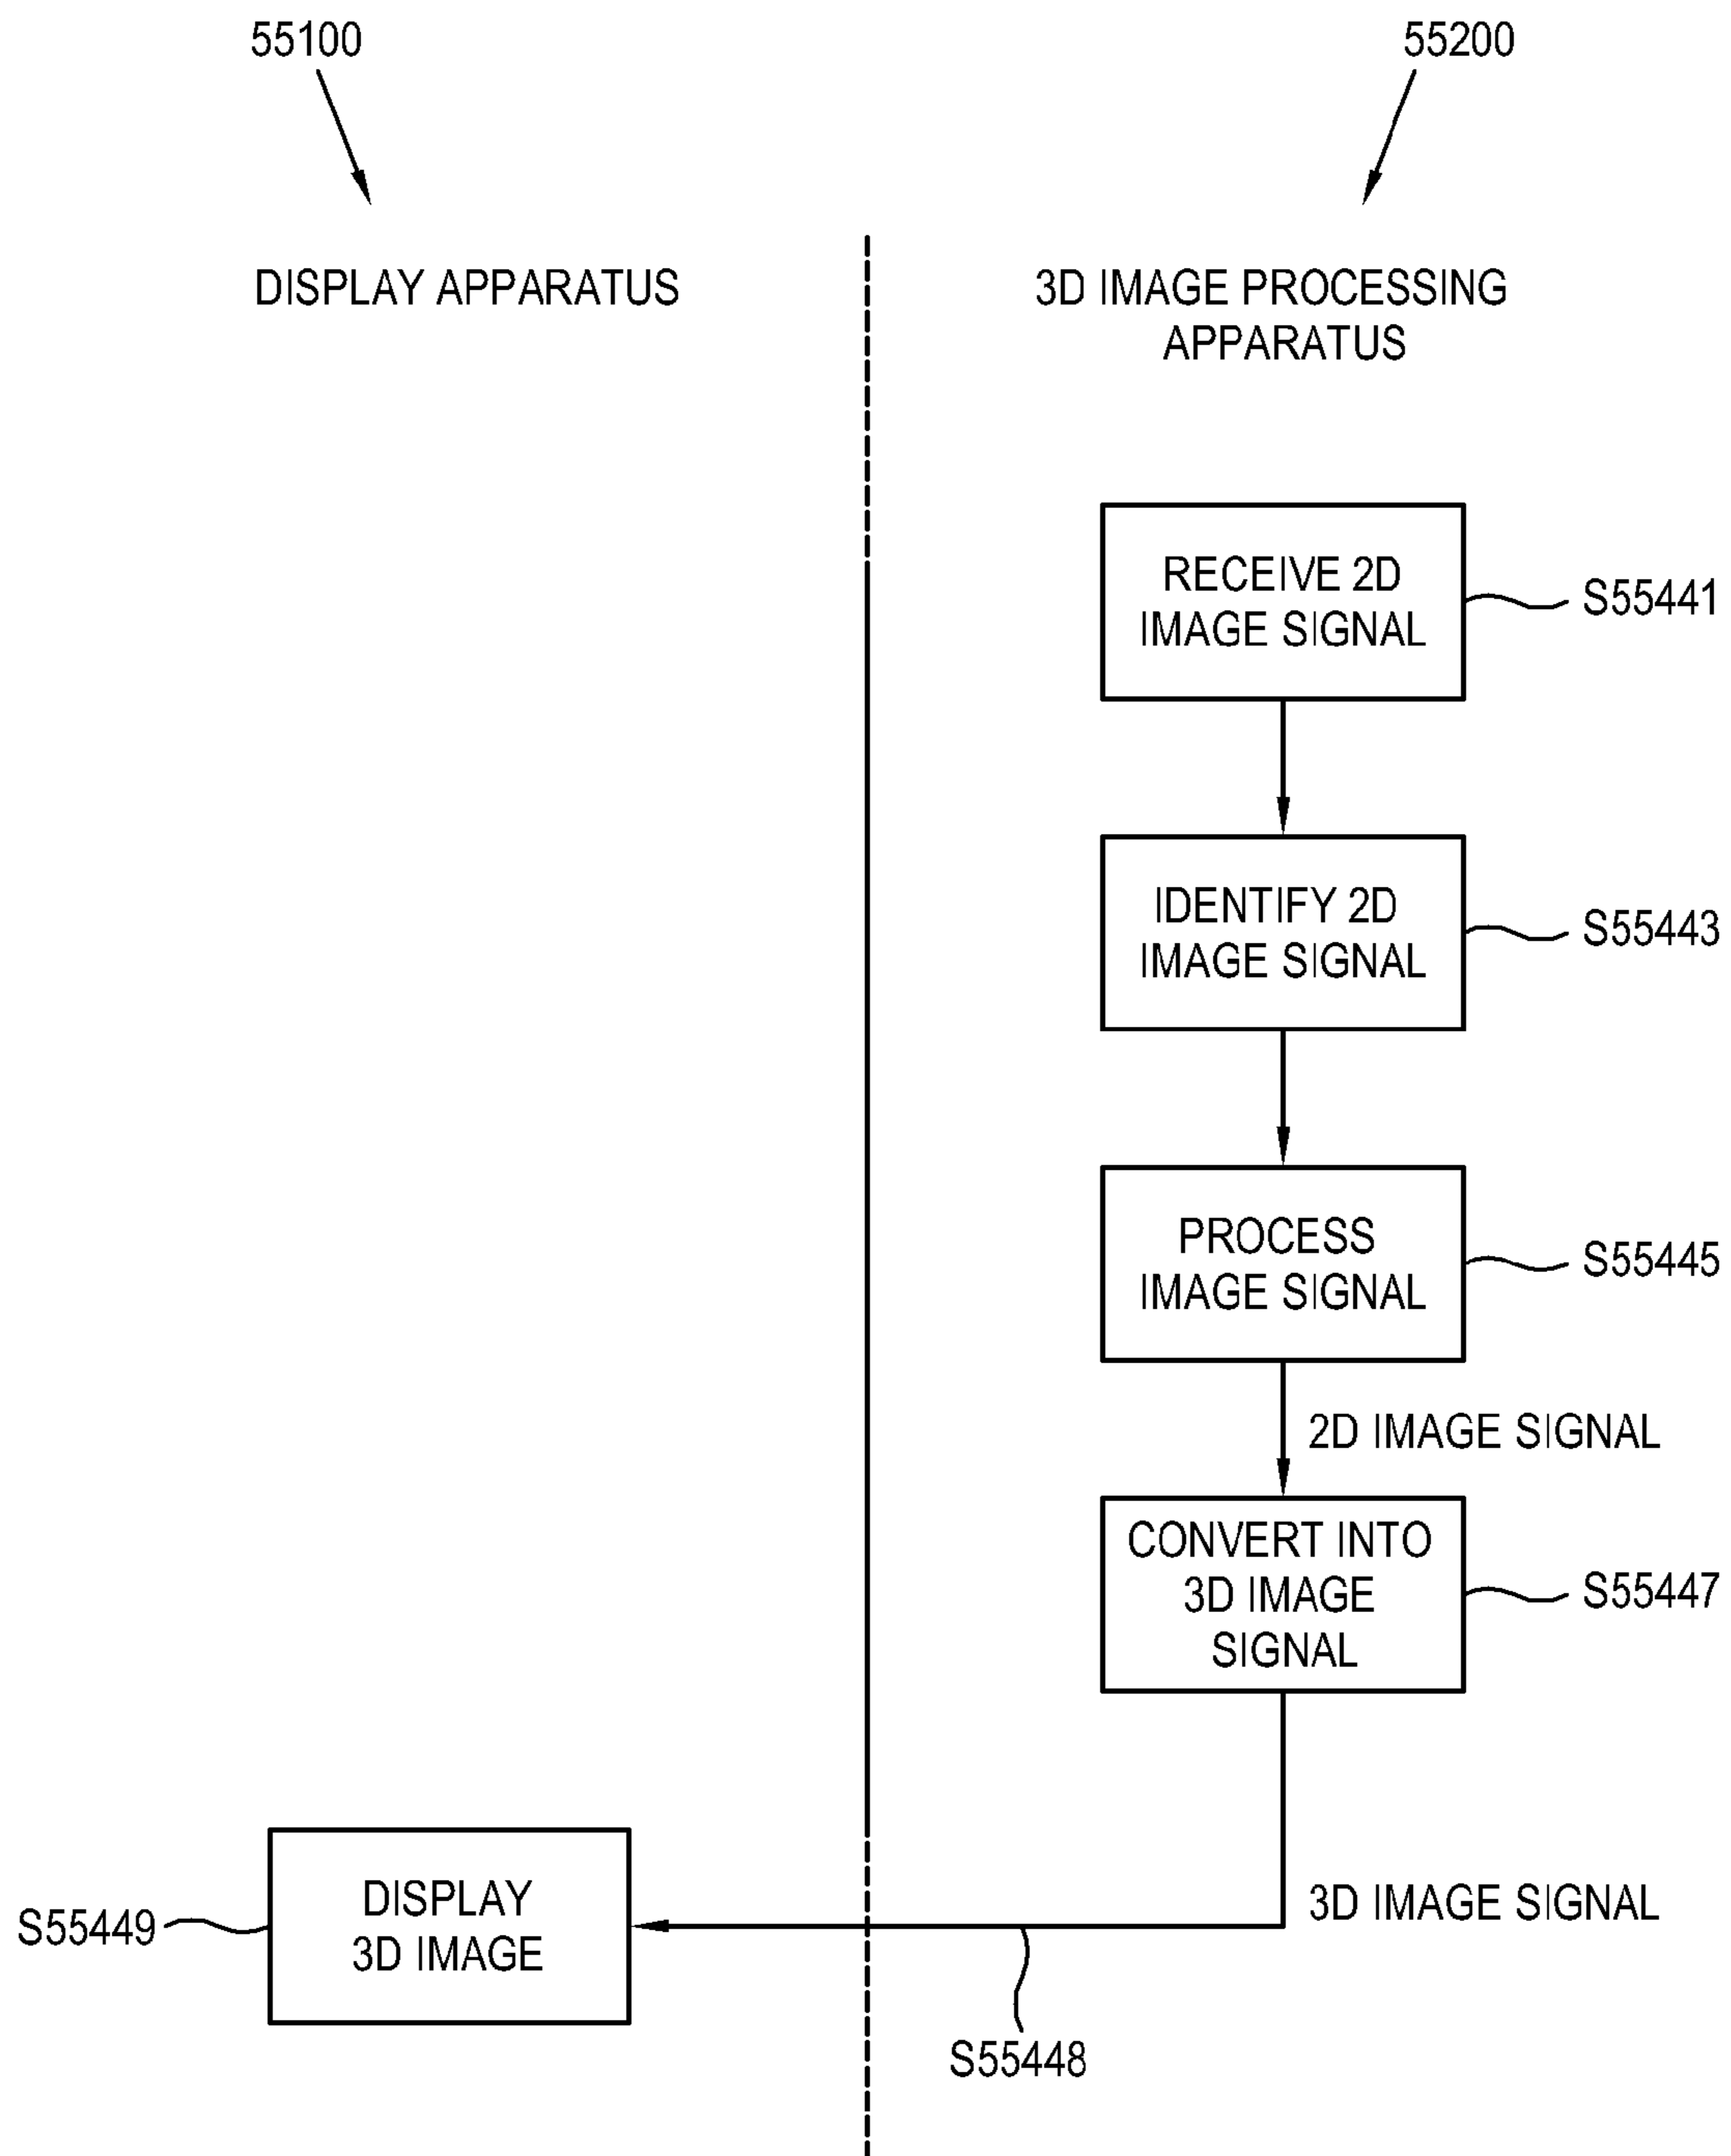 55100
55200
DISPLAY APPARATUS
3D IMAGE PROCESSING
APPARATUS
RECEIVE 2D
IMAGE SIGNAL
S55441
IDENTIFY 2D
IMAGE SIGNAL
S55443
PROCESS
IMAGE SIGNAL
S55445
2D IMAGE SIGNAL
CONVERT INTO
3D IMAGE
SIGNAL
S55447
3D IMAGE SIGNAL
DISPLAY
3D IMAGE
S55449
S55448